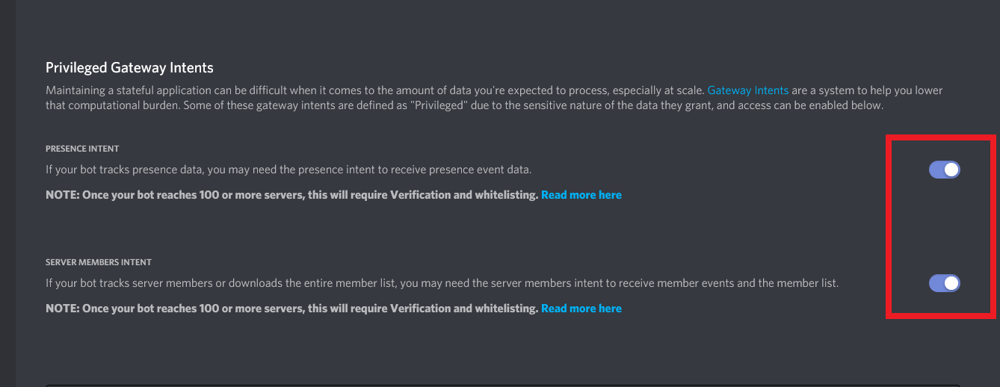 Privileged Gateway Intents
Maintaining a stateful application can be difficult when it comes to the amount of data you're expected to process, especially at scale. Gateway Intents are a system to help you lower
that computational burden. Some of these gateway intents are defined as "Privileged" due to the sensitive nature of the data they grant, and access can be enabled below.
PRESENCE INTENT
If your bot tracks presence data, you may need the presence intent to receive presence event data.
NOTE: Once your bot reaches 100 or more servers, this will require Verification and whitelisting. Read more here
SERVER MEMBERS INTENT
If your bot tracks server members or downloads the entire member list, you may need the server members intent to receive member events and the member list.
NOTE: Once your bot reaches 100 or more servers, this will require Verification and whitelisting. Read more here